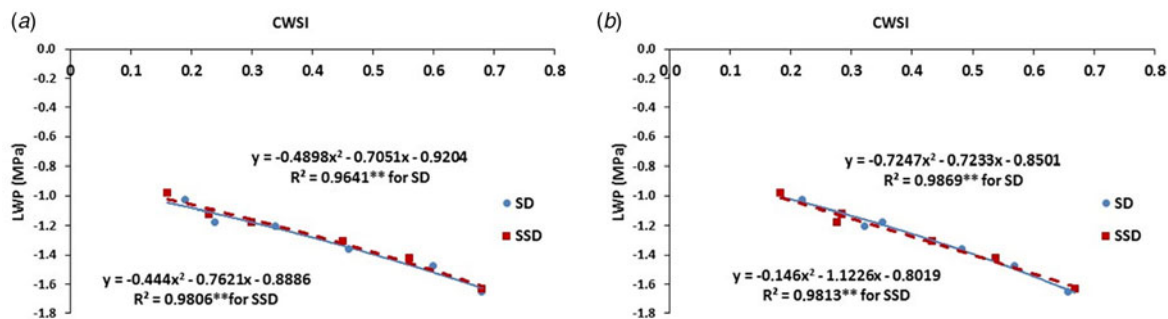 (a)
CWSI
0.0
0 0.1 0.2 0.3 0.4 0.5 0.6 0.7 0.8
-0.2
-0.4
-0.6
-0.8
-1.0
-1.2
-1.4
-1.6
-1.8
LWP (MPa)
y = -0.4898x² - 0.7051x - 0.9204
R² = 0.9641** for SD
SD
SSD
y = -0.444x² - 0.7621x - 0.8886
R² = 0.9806**for SSD
(b)
CWSI
0.0
0.0 0.1 0.2 0.3 0.4 0.5 0.6 0.7 0.8
-0.2
-0.4
-0.6
-0.8
-1.0
-1.2
-1.4
-1.6
-1.8
LWP (MPa)
y = -0.7247x² - 0.7233x - 0.8501
R² = 0.9869** for SD
SD
SSD
y = -0.146x² - 1.1226x - 0.8019
R² = 0.9813** for SSD